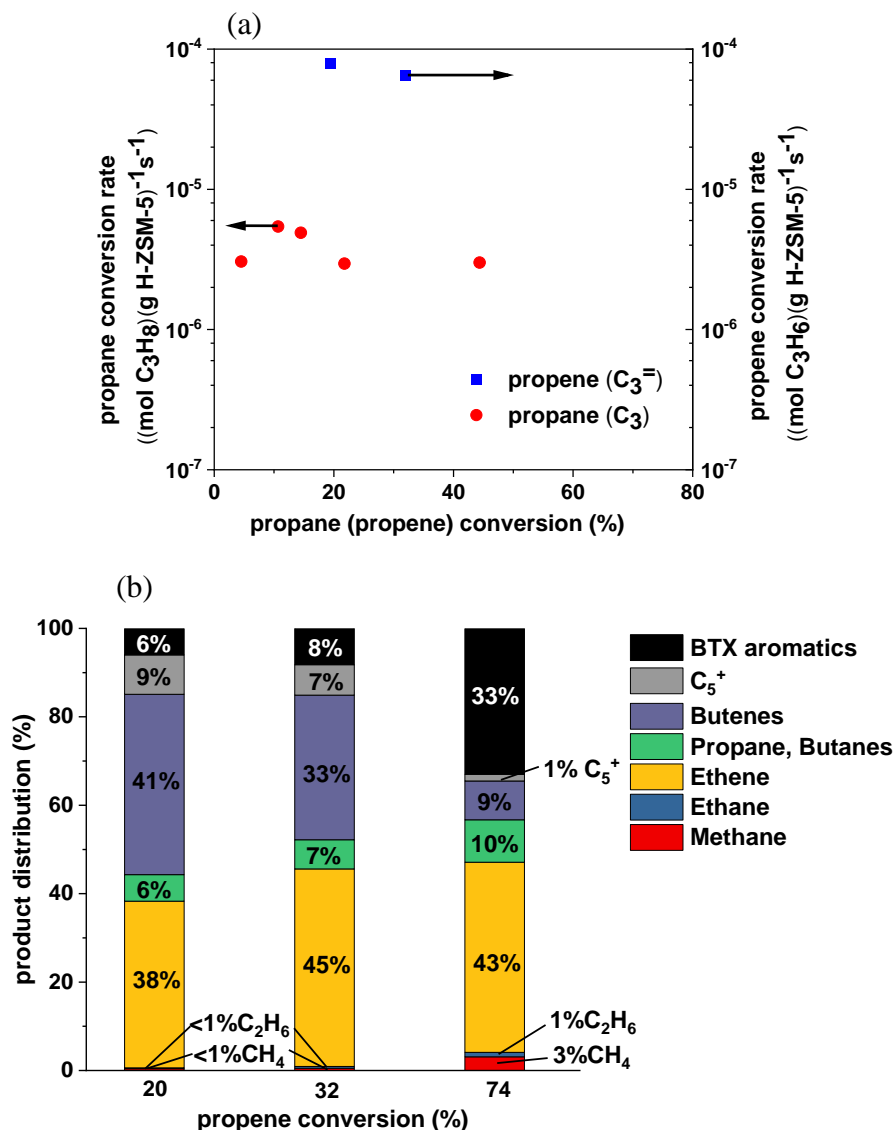 (a)
10⁻⁴
10⁻⁵
10⁻⁶
10⁻⁷
propane conversion rate
((mol C₃H₈)(g H-ZSM-5)⁻¹s⁻¹)
10⁻⁴
10⁻⁵
10⁻⁶
10⁻⁷
propene conversion rate
((mol C₃H₆)(g H-ZSM-5)⁻¹s⁻¹)
propene (C₃⁼)
propane (C₃)
0 20 40 60 80
propane (propene) conversion (%)
(b)
100
80
60
40
20
0
product distribution (%)
6%
9%
41%
6%
38%
<1%C₂H₆
<1%CH₄
8%
7%
33%
7%
45%
33%
1% C₅⁺
9%
10%
43%
1%C₂H₆
3%CH₄
BTX aromatics
C₅⁺
Butenes
Propane, Butanes
Ethene
Ethane
Methane
20 32 74
propene conversion (%)